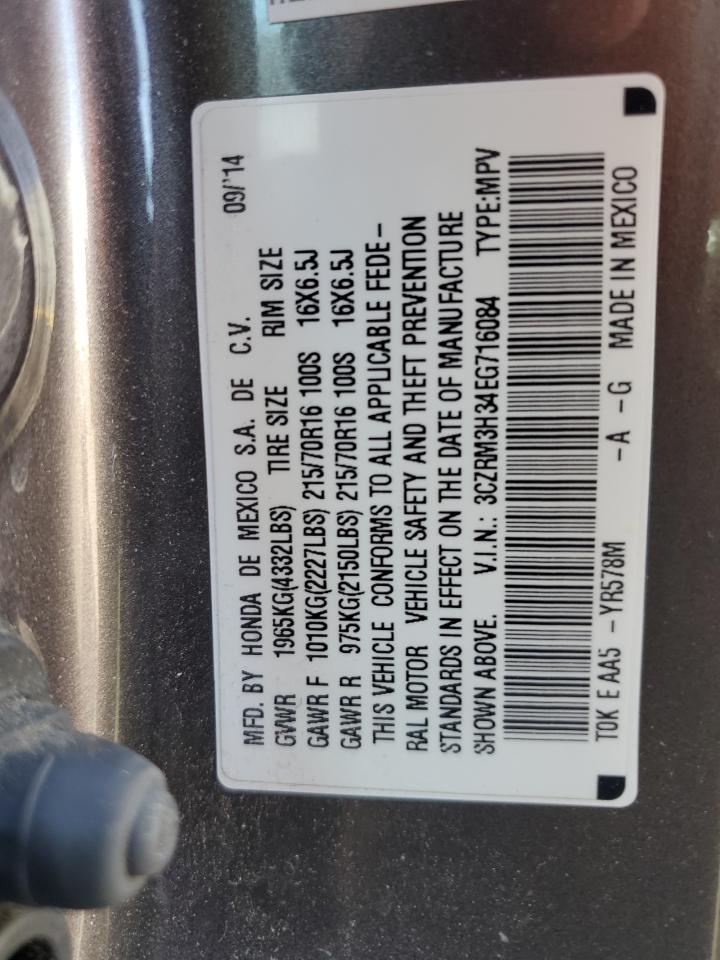 MFD. BY HONDA DE MEXICO S.A. DE C.V. 09/'14
GVWR 1965KG(4332LBS) TIRE SIZE RIM SIZE
GAWR F 1010KG(2227LBS) 215/70R16 100S 16X6.5J
GAWR R 975KG(2150LBS) 215/70R16 100S 16X6.5J
THIS VEHICLE CONFORMS TO ALL APPLICABLE FEDE-
RAL MOTOR VEHICLE SAFETY AND THEFT PREVENTION
STANDARDS IN EFFECT ON THE DATE OF MANUFACTURE
SHOWN ABOVE. V.I.N.: 3CZRM3H34EG716084 TYPE:MPV
T0K E AA5 - YR578M -A -G MADE IN MEXICO